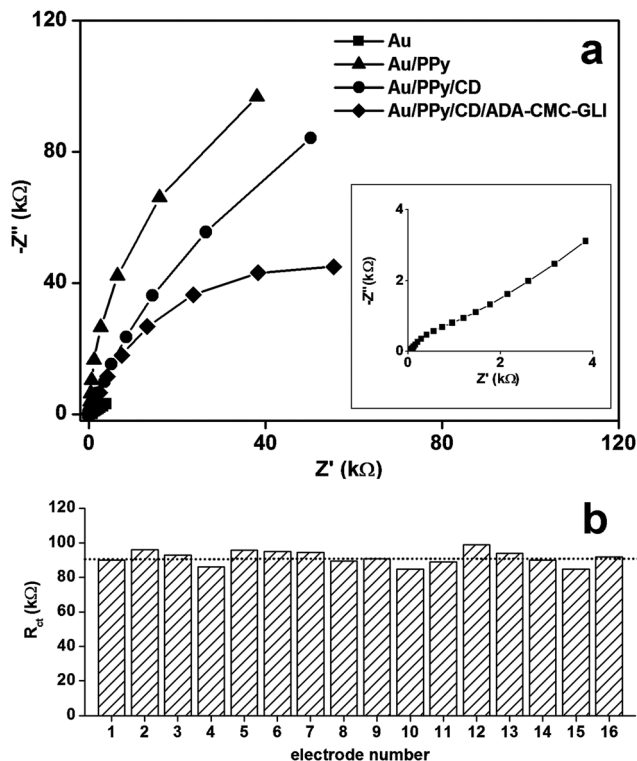 a
120
80
40
0
-Z'' (kΩ)
Au
Au/PPy
Au/PPy/CD
Au/PPy/CD/ADA-CMC-GLI
4
2
0
-Z''(kΩ)
0 2 4
Z' (kΩ)
0 40 80 120
Z' (kΩ)
b
120
100
80
60
40
20
0
Rct (kΩ)
1 2 3 4 5 6 7 8 9 10 11 12 13 14 15 16
electrode number